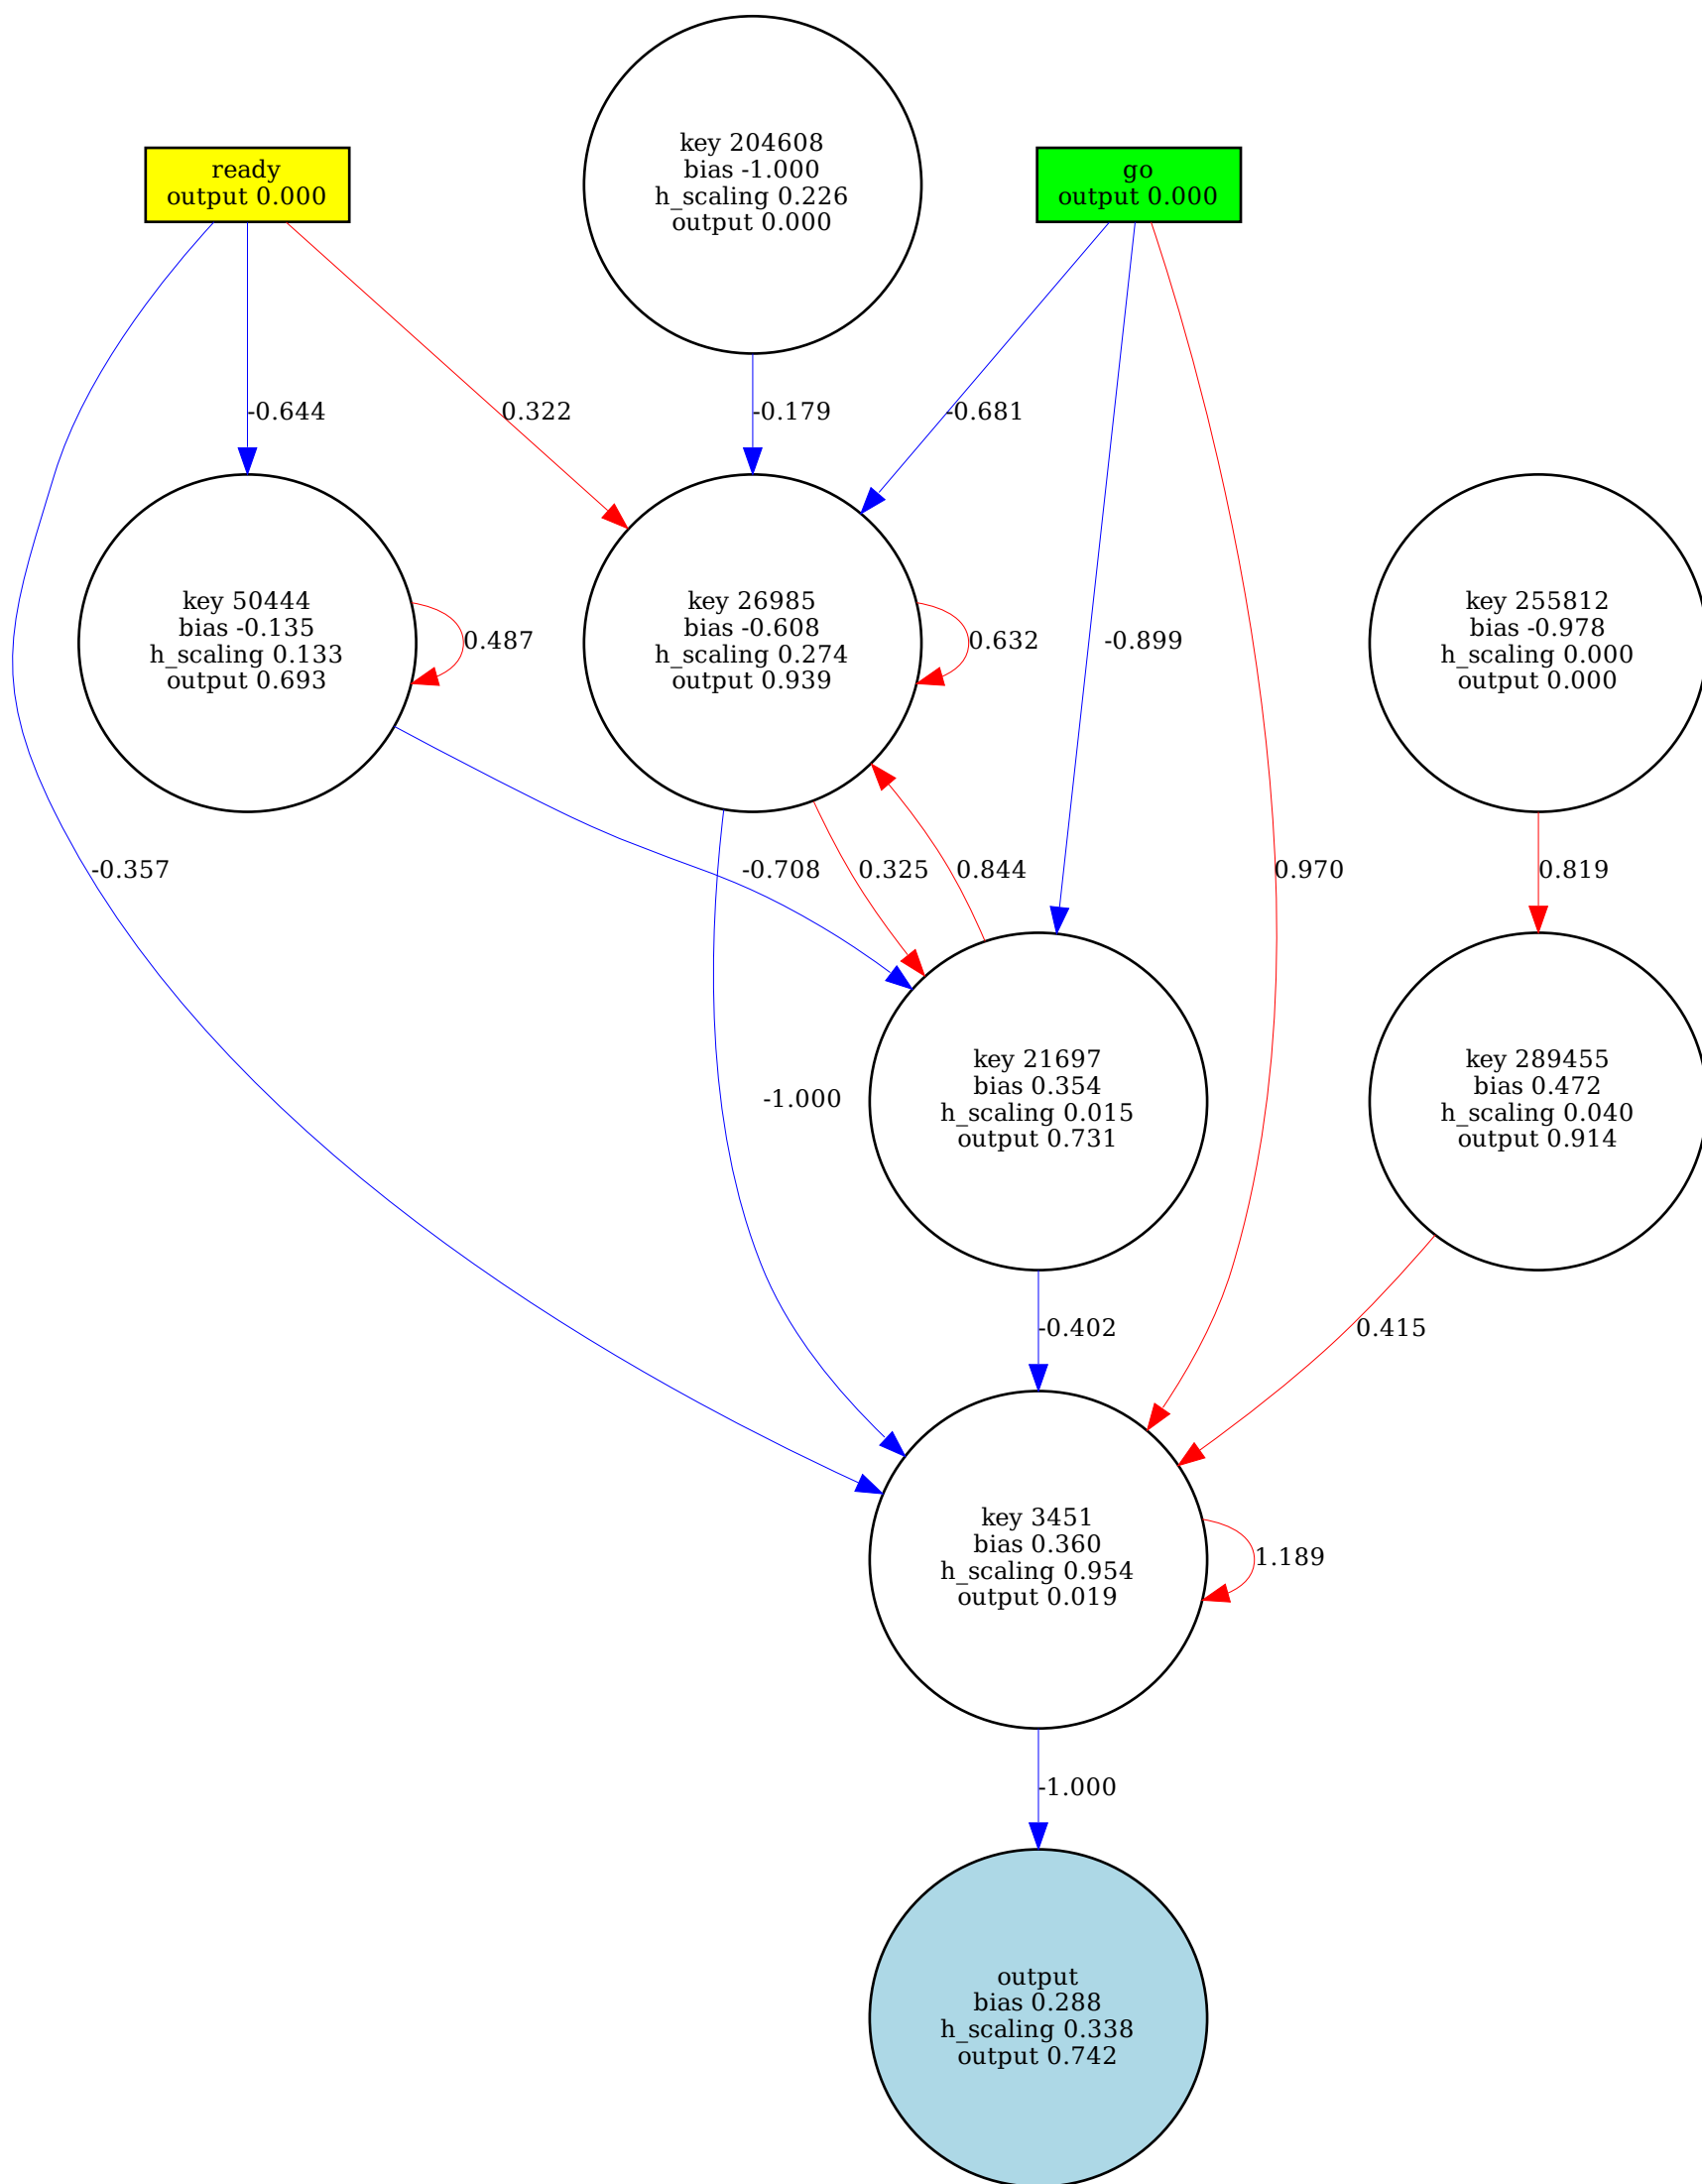 key 204608
bias -1.000
h_scaling 0.226
output 0.000
ready
output 0.000
go
output 0.000
-0.644
0.322
-0.179
-0.681
key 50444
bias -0.135
h_scaling 0.133
output 0.693
0.487
key 26985
bias -0.608
h_scaling 0.274
output 0.939
0.632
-0.899
key 255812
bias -0.978
h_scaling 0.000
output 0.000
-0.357
-0.708
0.325
0.844
0.970
0.819
-1.000
key 21697
bias 0.354
h_scaling 0.015
output 0.731
key 289455
bias 0.472
h_scaling 0.040
output 0.914
-0.402
0.415
key 3451
bias 0.360
h_scaling 0.954
output 0.019
1.189
-1.000
output
bias 0.288
h_scaling 0.338
output 0.742